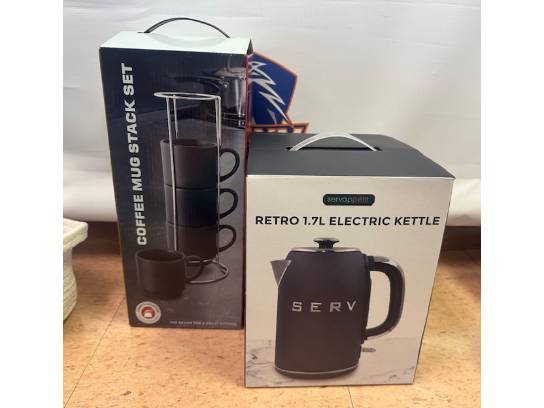 COFFEE MUG STACK SET
servappetit
RETRO 1.7L ELECTRIC KETTLE
SERV